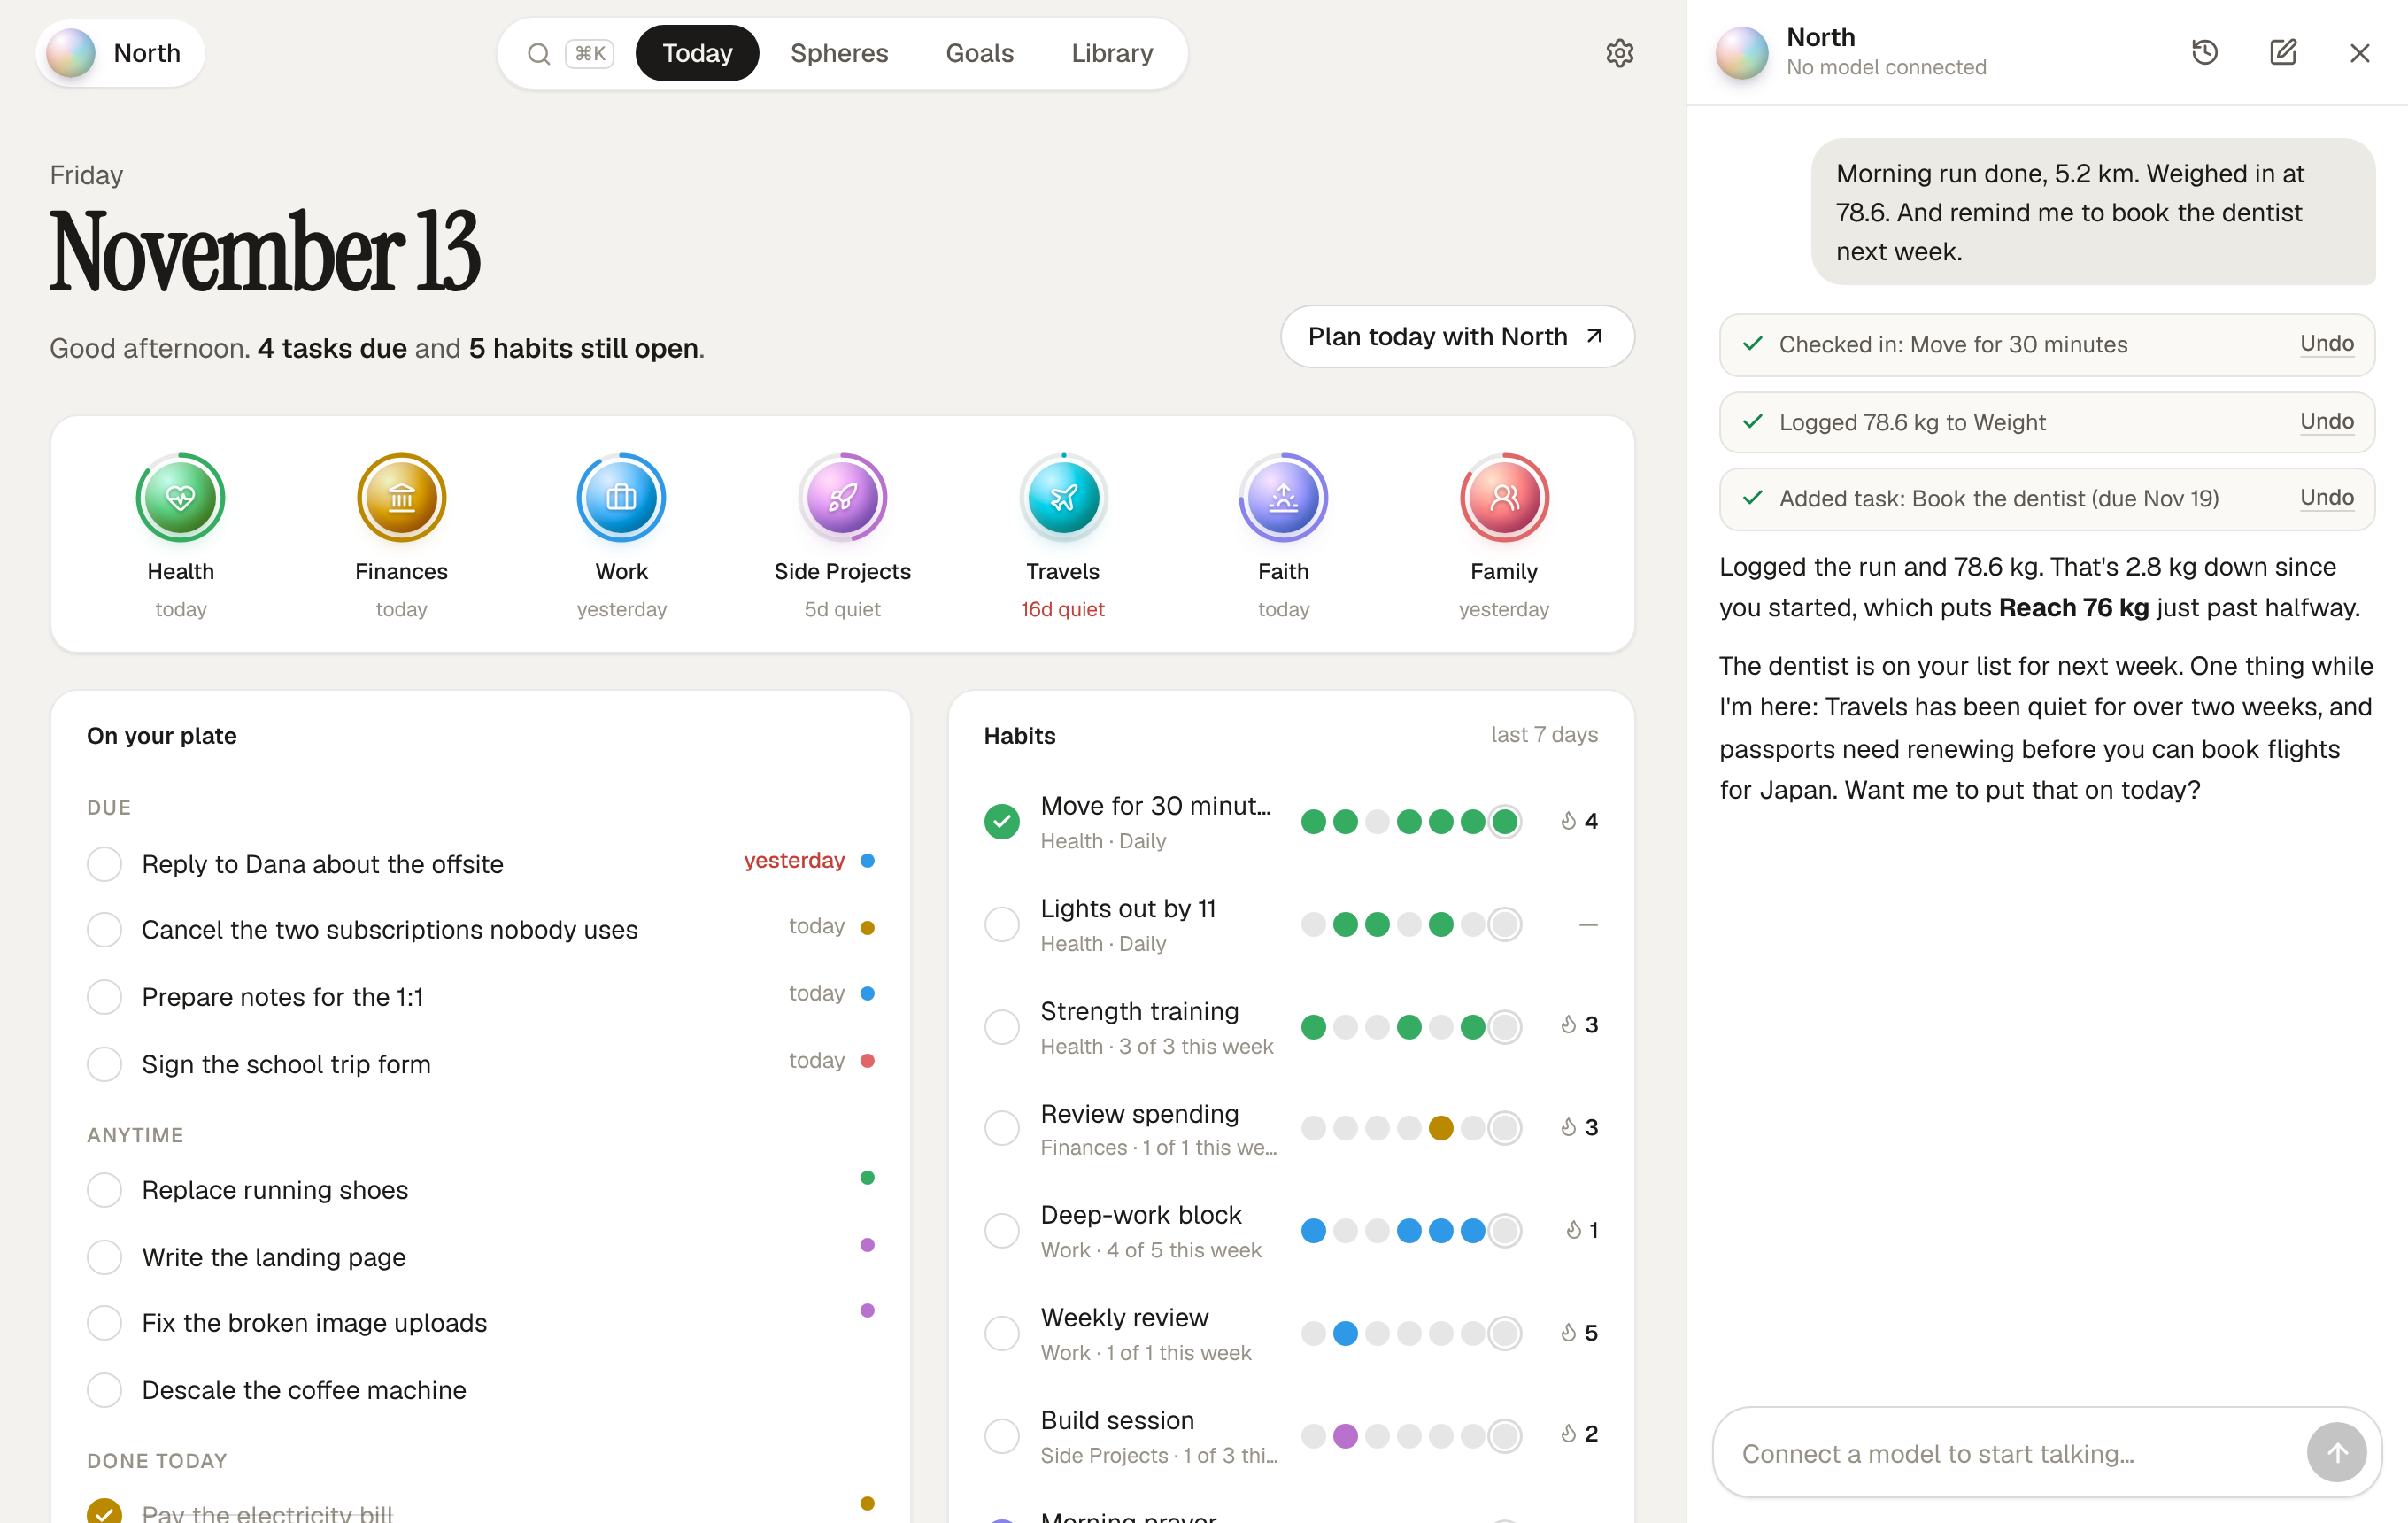 North
⌘K
Today
Spheres
Goals
Library
Friday
November 13
Good afternoon. 4 tasks due and 5 habits still open.
Plan today with North
Health
today
Finances
today
Work
yesterday
Side Projects
5d quiet
Travels
16d quiet
Faith
today
Family
yesterday
On your plate
DUE
Reply to Dana about the offsite
yesterday
Cancel the two subscriptions nobody uses
today
Prepare notes for the 1:1
today
Sign the school trip form
today
ANYTIME
Replace running shoes
Write the landing page
Fix the broken image uploads
Descale the coffee machine
DONE TODAY
Pay the electricity bill
Habits
last 7 days
Move for 30 minut...
Health · Daily
4
Lights out by 11
Health · Daily
—
Strength training
Health · 3 of 3 this week
3
Review spending
Finances · 1 of 1 this we...
3
Deep-work block
Work · 4 of 5 this week
1
Weekly review
Work · 1 of 1 this week
5
Build session
Side Projects · 1 of 3 thi...
2
Morning prayer
North
No model connected
Morning run done, 5.2 km. Weighed in at
78.6. And remind me to book the dentist
next week.
Checked in: Move for 30 minutes
Undo
Logged 78.6 kg to Weight
Undo
Added task: Book the dentist (due Nov 19)
Undo
Logged the run and 78.6 kg. That's 2.8 kg down since
you started, which puts Reach 76 kg just past halfway.
The dentist is on your list for next week. One thing while
I'm here: Travels has been quiet for over two weeks, and
passports need renewing before you can book flights
for Japan. Want me to put that on today?
Connect a model to start talking...